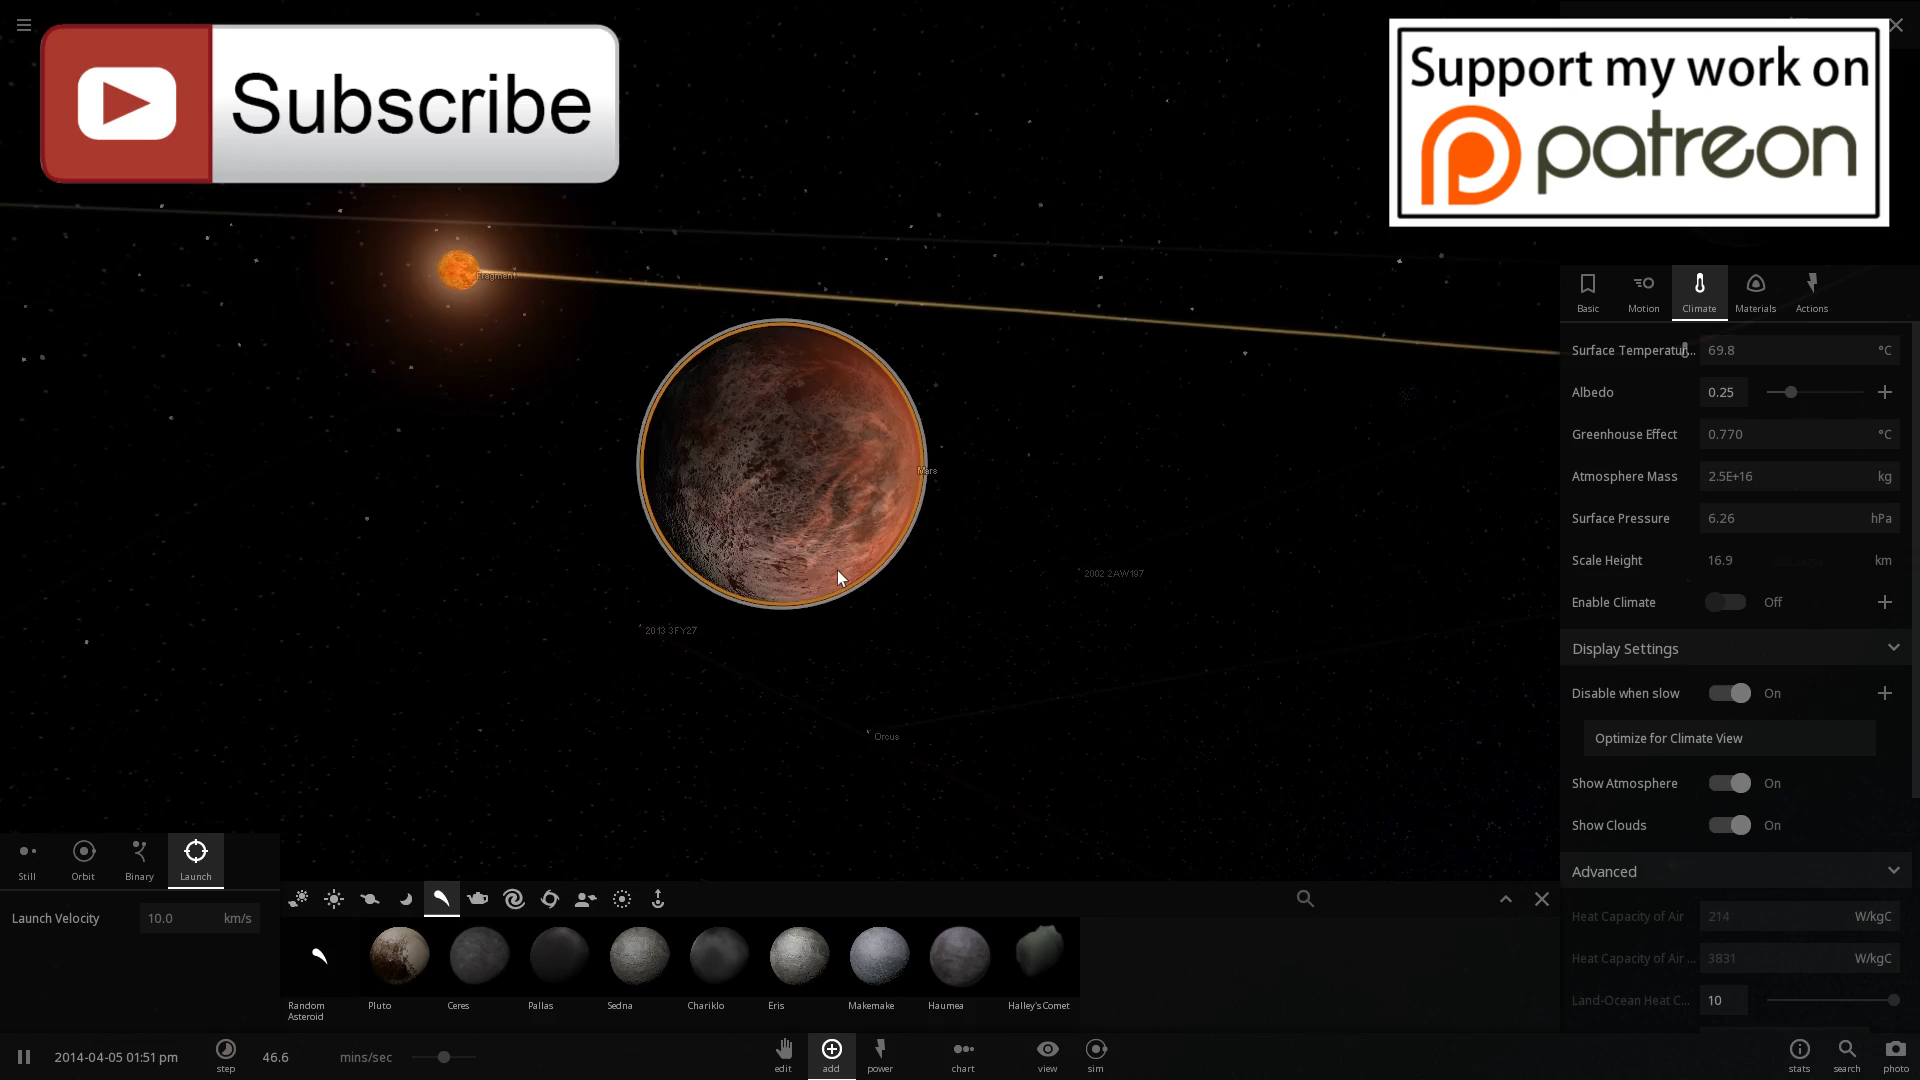 Subscribe
Support my work on
patreon
Fragment
Mars
2002 2AW197
2013 3FY27
Orcus
Basic
Motion
Climate
Materials
Actions
Surface Temperatur... 69.8 °C
Albedo 0.25
Greenhouse Effect 0.770 °C
Atmosphere Mass 2.5E+16 kg
Surface Pressure 6.26 hPa
Scale Height 16.9 km
Enable Climate Off
Display Settings
Disable when slow On
Optimize for Climate View
Show Atmosphere On
Show Clouds On
Advanced
Heat Capacity of Air 214 W/kgC
Heat Capacity of Air ... 3831 W/kgC
Land-Ocean Heat C... 10
Still
Orbit
Binary
Launch
Launch Velocity 10.0 km/s
Random Asteroid
Pluto
Ceres
Pallas
Sedna
Chariklo
Eris
Makemake
Haumea
Halley's Comet
2014-04-05 01:51 pm
step
46.6 mins/sec
edit
add
power
chart
view
sim
stats
search
photo